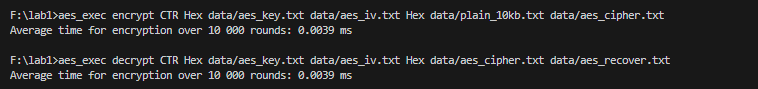 F:\lab1>aes_exec encrypt CTR Hex data/aes_key.txt data/aes_iv.txt Hex data/plain_10kb.txt data/aes_cipher.txt
Average time for encryption over 10 000 rounds: 0.0039 ms
F:\lab1>aes_exec decrypt CTR Hex data/aes_key.txt data/aes_iv.txt Hex data/aes_cipher.txt data/aes_recover.txt
Average time for encryption over 10 000 rounds: 0.0039 ms